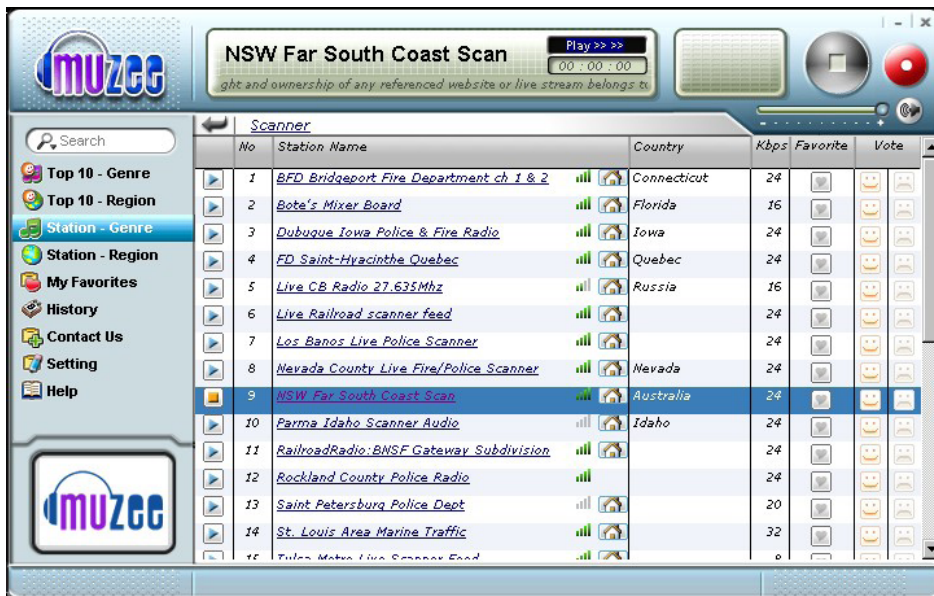 muzee
NSW Far South Coast Scan
Play >> >>
00 : 00 : 00
ght and ownership of any referenced website or live stream belongs to
Search
Top 10 - Genre
Top 10 - Region
Station - Genre
Station - Region
My Favorites
History
Contact Us
Setting
Help
muzee
Scanner
No Station Name Country Kbps Favorite Vote
1 BFD Bridgeport Fire Department ch 1 & 2 Connecticut 24
2 Bote's Mixer Board Florida 16
3 Dubuque Iowa Police & Fire Radio Iowa 24
4 FD Saint-Hyacinthe Quebec Quebec 24
5 Live CB Radio 27.635Mhz Russia 16
6 Live Railroad scanner feed 24
7 Los Banos Live Police Scanner 24
8 Nevada County Live Fire/Police Scanner Nevada 24
9 NSW Far South Coast Scan Australia 24
10 Parma Idaho Scanner Audio Idaho 24
11 RailroadRadio:BNSF Gateway Subdivision 24
12 Rockland County Police Radio 24
13 Saint Petersburg Police Dept 20
14 St. Louis Area Marine Traffic 32
15 Tulsa Metro Live Scanner Feed